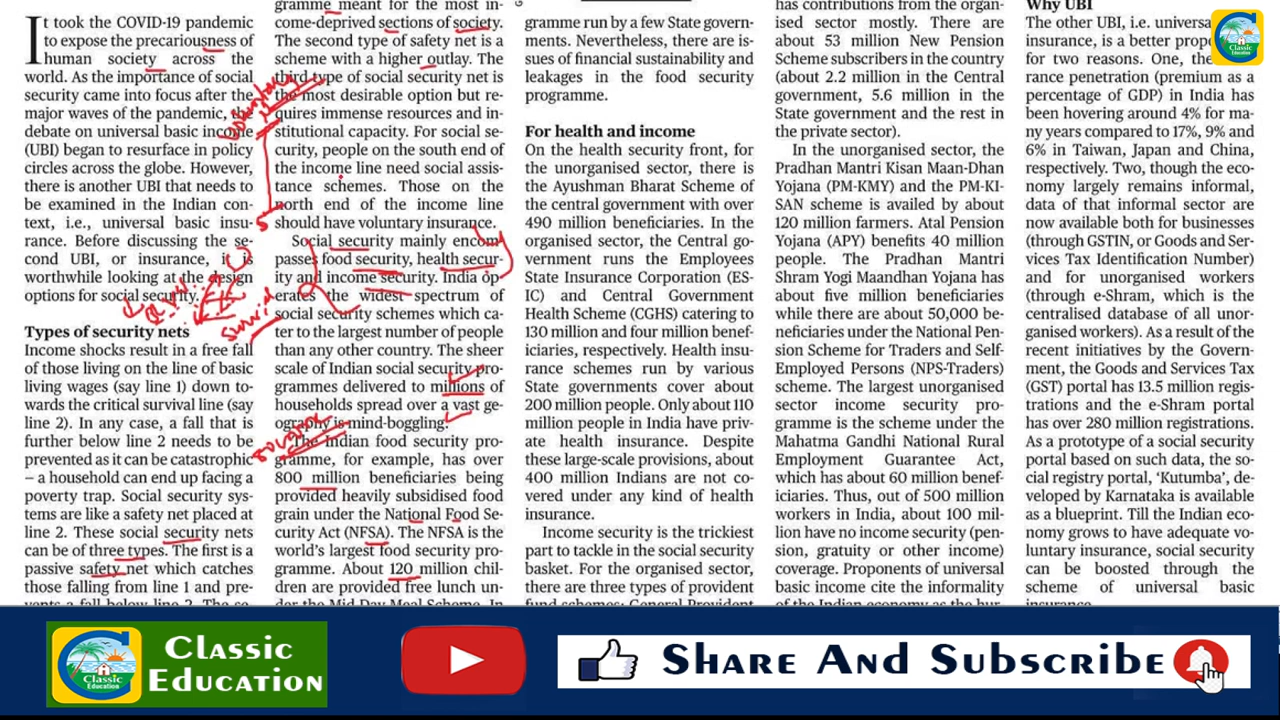 It took the COVID-19 pandemic
to expose the precariousness of
human society across the
world. As the importance of social
security came into focus after the
major waves of the pandemic, the
debate on universal basic income
(UBI) began to resurface in policy
circles across the globe. However,
there is another UBI that needs to
be examined in the Indian con-
text, i.e., universal basic insu-
rance. Before discussing the se-
cond UBI, or insurance, it is
worthwhile looking at the design
options for social security.
Types of security nets
Income shocks result in a free fall
of those living on the line of basic
living wages (say line 1) down to-
wards the critical survival line (say
line 2). In any case, a fall that is
further below line 2 needs to be
prevented as it can be catastrophic
– a household can end up facing a
poverty trap. Social security sys-
tems are like a safety net placed at
line 2. These social security nets
can be of three types. The first is a
passive safety net which catches
those falling from line 1 and pre-
vents a fall below line 2. The se-
gramme meant for the most in-
come-deprived sections of society.
The second type of safety net is a
scheme with a higher outlay. The
third type of social security net is
the most desirable option but re-
quires immense resources and in-
stitutional capacity. For social se-
curity, people on the south end of
the income line need social assis-
tance schemes. Those on the
north end of the income line
should have voluntary insurance.
Social security mainly encom-
passes food security, health secur-
ity and income security. India op-
erates the widest spectrum of
social security schemes which ca-
ter to the largest number of people
than any other country. The sheer
scale of Indian social security pro-
grammes delivered to millions of
households spread over a vast ge-
ography is mind-boggling.
The Indian food security pro-
gramme, for example, has over
800 million beneficiaries being
provided heavily subsidised food
grain under the National Food Se-
curity Act (NFSA). The NFSA is the
world's largest food security pro-
gramme. About 120 million chil-
dren are provided free lunch un-
der the Mid Day Meal Scheme. In
gramme run by a few State govern-
ments. Nevertheless, there are is-
sues of financial sustainability and
leakages in the food security
programme.
For health and income
On the health security front, for
the unorganised sector, there is
the Ayushman Bharat Scheme of
the central government with over
490 million beneficiaries. In the
organised sector, the Central go-
vernment runs the Employees
State Insurance Corporation (ES-
IC) and Central Government
Health Scheme (CGHS) catering to
130 million and four million benef-
iciaries, respectively. Health insu-
rance schemes run by various
State governments cover about
200 million people. Only about 110
million people in India have priv-
ate health insurance. Despite
these large-scale provisions, about
400 million Indians are not co-
vered under any kind of health
insurance.
Income security is the trickiest
part to tackle in the social security
basket. For the organised sector,
there are three types of provident
fund schemes: General Provident
has contributions from the organ-
ised sector mostly. There are
about 53 million New Pension
Scheme subscribers in the country
(about 2.2 million in the Central
government, 5.6 million in the
State government and the rest in
the private sector).
In the unorganised sector, the
Pradhan Mantri Kisan Maan-Dhan
Yojana (PM-KMY) and the PM-KI-
SAN scheme is availed by about
120 million farmers. Atal Pension
Yojana (APY) benefits 40 million
people. The Pradhan Mantri
Shram Yogi Maandhan Yojana has
about five million beneficiaries
while there are about 50,000 be-
neficiaries under the National Pen-
sion Scheme for Traders and Self-
Employed Persons (NPS-Traders)
scheme. The largest unorganised
sector income security pro-
gramme is the scheme under the
Mahatma Gandhi National Rural
Employment Guarantee Act,
which has about 60 million benef-
iciaries. Thus, out of 500 million
workers in India, about 100 mil-
lion have no income security (pen-
sion, gratuity or other income)
coverage. Proponents of universal
basic income cite the informality
of the Indian economy as the hur-
Why UBI
The other UBI, i.e. universal
insurance, is a better
for two reasons. One, the
rance penetration (premium as a
percentage of GDP) in India has
been hovering around 4% for ma-
ny years compared to 17%, 9% and
6% in Taiwan, Japan and China,
respectively. Two, though the eco-
nomy largely remains informal,
data of that informal sector are
now available both for businesses
(through GSTIN, or Goods and Ser-
vices Tax Identification Number)
and for unorganised workers
(through e-Shram, which is the
centralised database of all unor-
ganised workers). As a result of the
recent initiatives by the Govern-
ment, the Goods and Services Tax
(GST) portal has 13.5 million regis-
trations and the e-Shram portal
has over 280 million registrations.
As a prototype of a social security
portal based on such data, the so-
cial registry portal, 'Kutumba', de-
veloped by Karnataka is available
as a blueprint. Till the Indian eco-
nomy grows to have adequate vo-
luntary insurance, social security
can be boosted through the
scheme of universal basic
insurance.
Classic
Education
Classic
Education
Classic
Education
Share And Subscribe